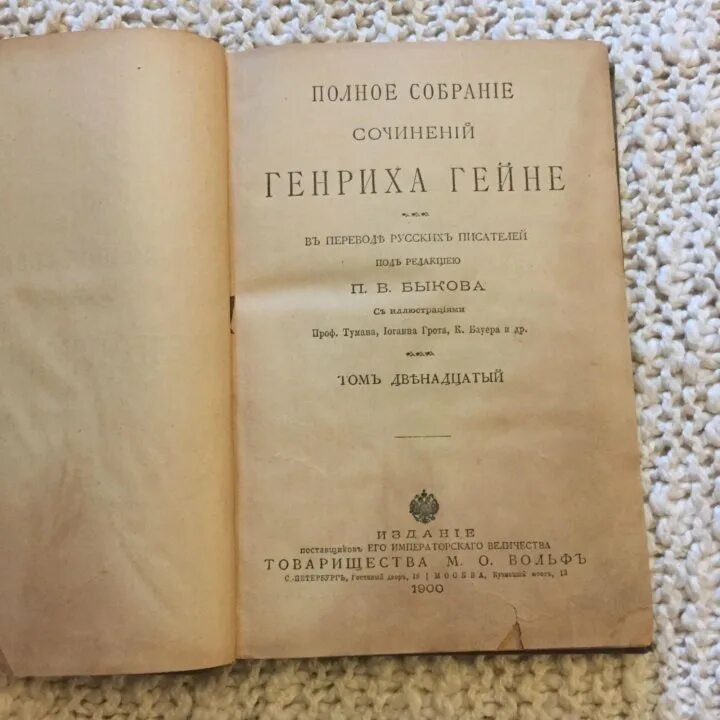 ПОЛНОЕ СОБРАНІЕ
СОЧИНЕНІЙ
ГЕНРИХА ГЕЙНЕ
ВЪ ПЕРЕВОДѢ РУССКИХЪ ПИСАТЕЛЕЙ
ПОДЪ РЕДАКЦІЕЮ
П. В. БЫКОВА
Съ иллюстраціями
Проф. Тумана, Іоганна Грота, К. Бауера и др.
ТОМЪ ДВѢНАДЦАТЫЙ
ИЗДАНІЕ
поставщиковъ ЕГО ИМПЕРАТОРСКАГО ВЕЛИЧЕСТВА
ТОВАРИЩЕСТВА М. О. ВОЛЬФЪ
С.-ПЕТЕРБУРГЪ, Гостиный дворъ, 18 | МОСКВА, Кузнецкій мостъ, 12
1900